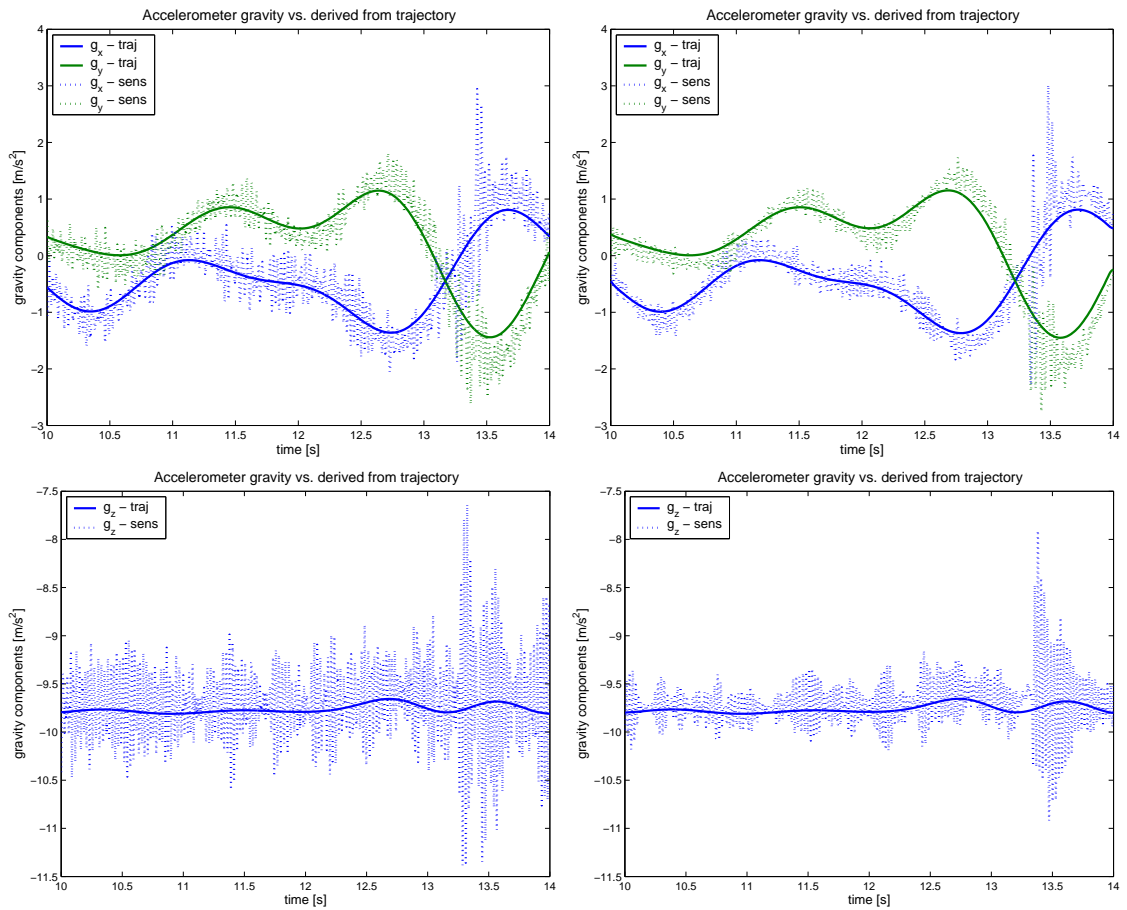 Accelerometer gravity vs. derived from trajectory
4
3
2
1
0
−1
−2
−3
gravity components [m/s²]
g_x − traj
g_y − traj
g_x − sens
g_y − sens
10 10.5 11 11.5 12 12.5 13 13.5 14
time [s]
Accelerometer gravity vs. derived from trajectory
4
3
2
1
0
−1
−2
−3
gravity components [m/s²]
g_x − traj
g_y − traj
g_x − sens
g_y − sens
10 10.5 11 11.5 12 12.5 13 13.5 14
time [s]
Accelerometer gravity vs. derived from trajectory
−7.5
−8
−8.5
−9
−9.5
−10
−10.5
−11
−11.5
gravity components [m/s²]
g_z − traj
g_z − sens
10 10.5 11 11.5 12 12.5 13 13.5 14
time [s]
Accelerometer gravity vs. derived from trajectory
−7.5
−8
−8.5
−9
−9.5
−10
−10.5
−11
−11.5
gravity components [m/s²]
g_z − traj
g_z − sens
10 10.5 11 11.5 12 12.5 13 13.5 14
time [s]